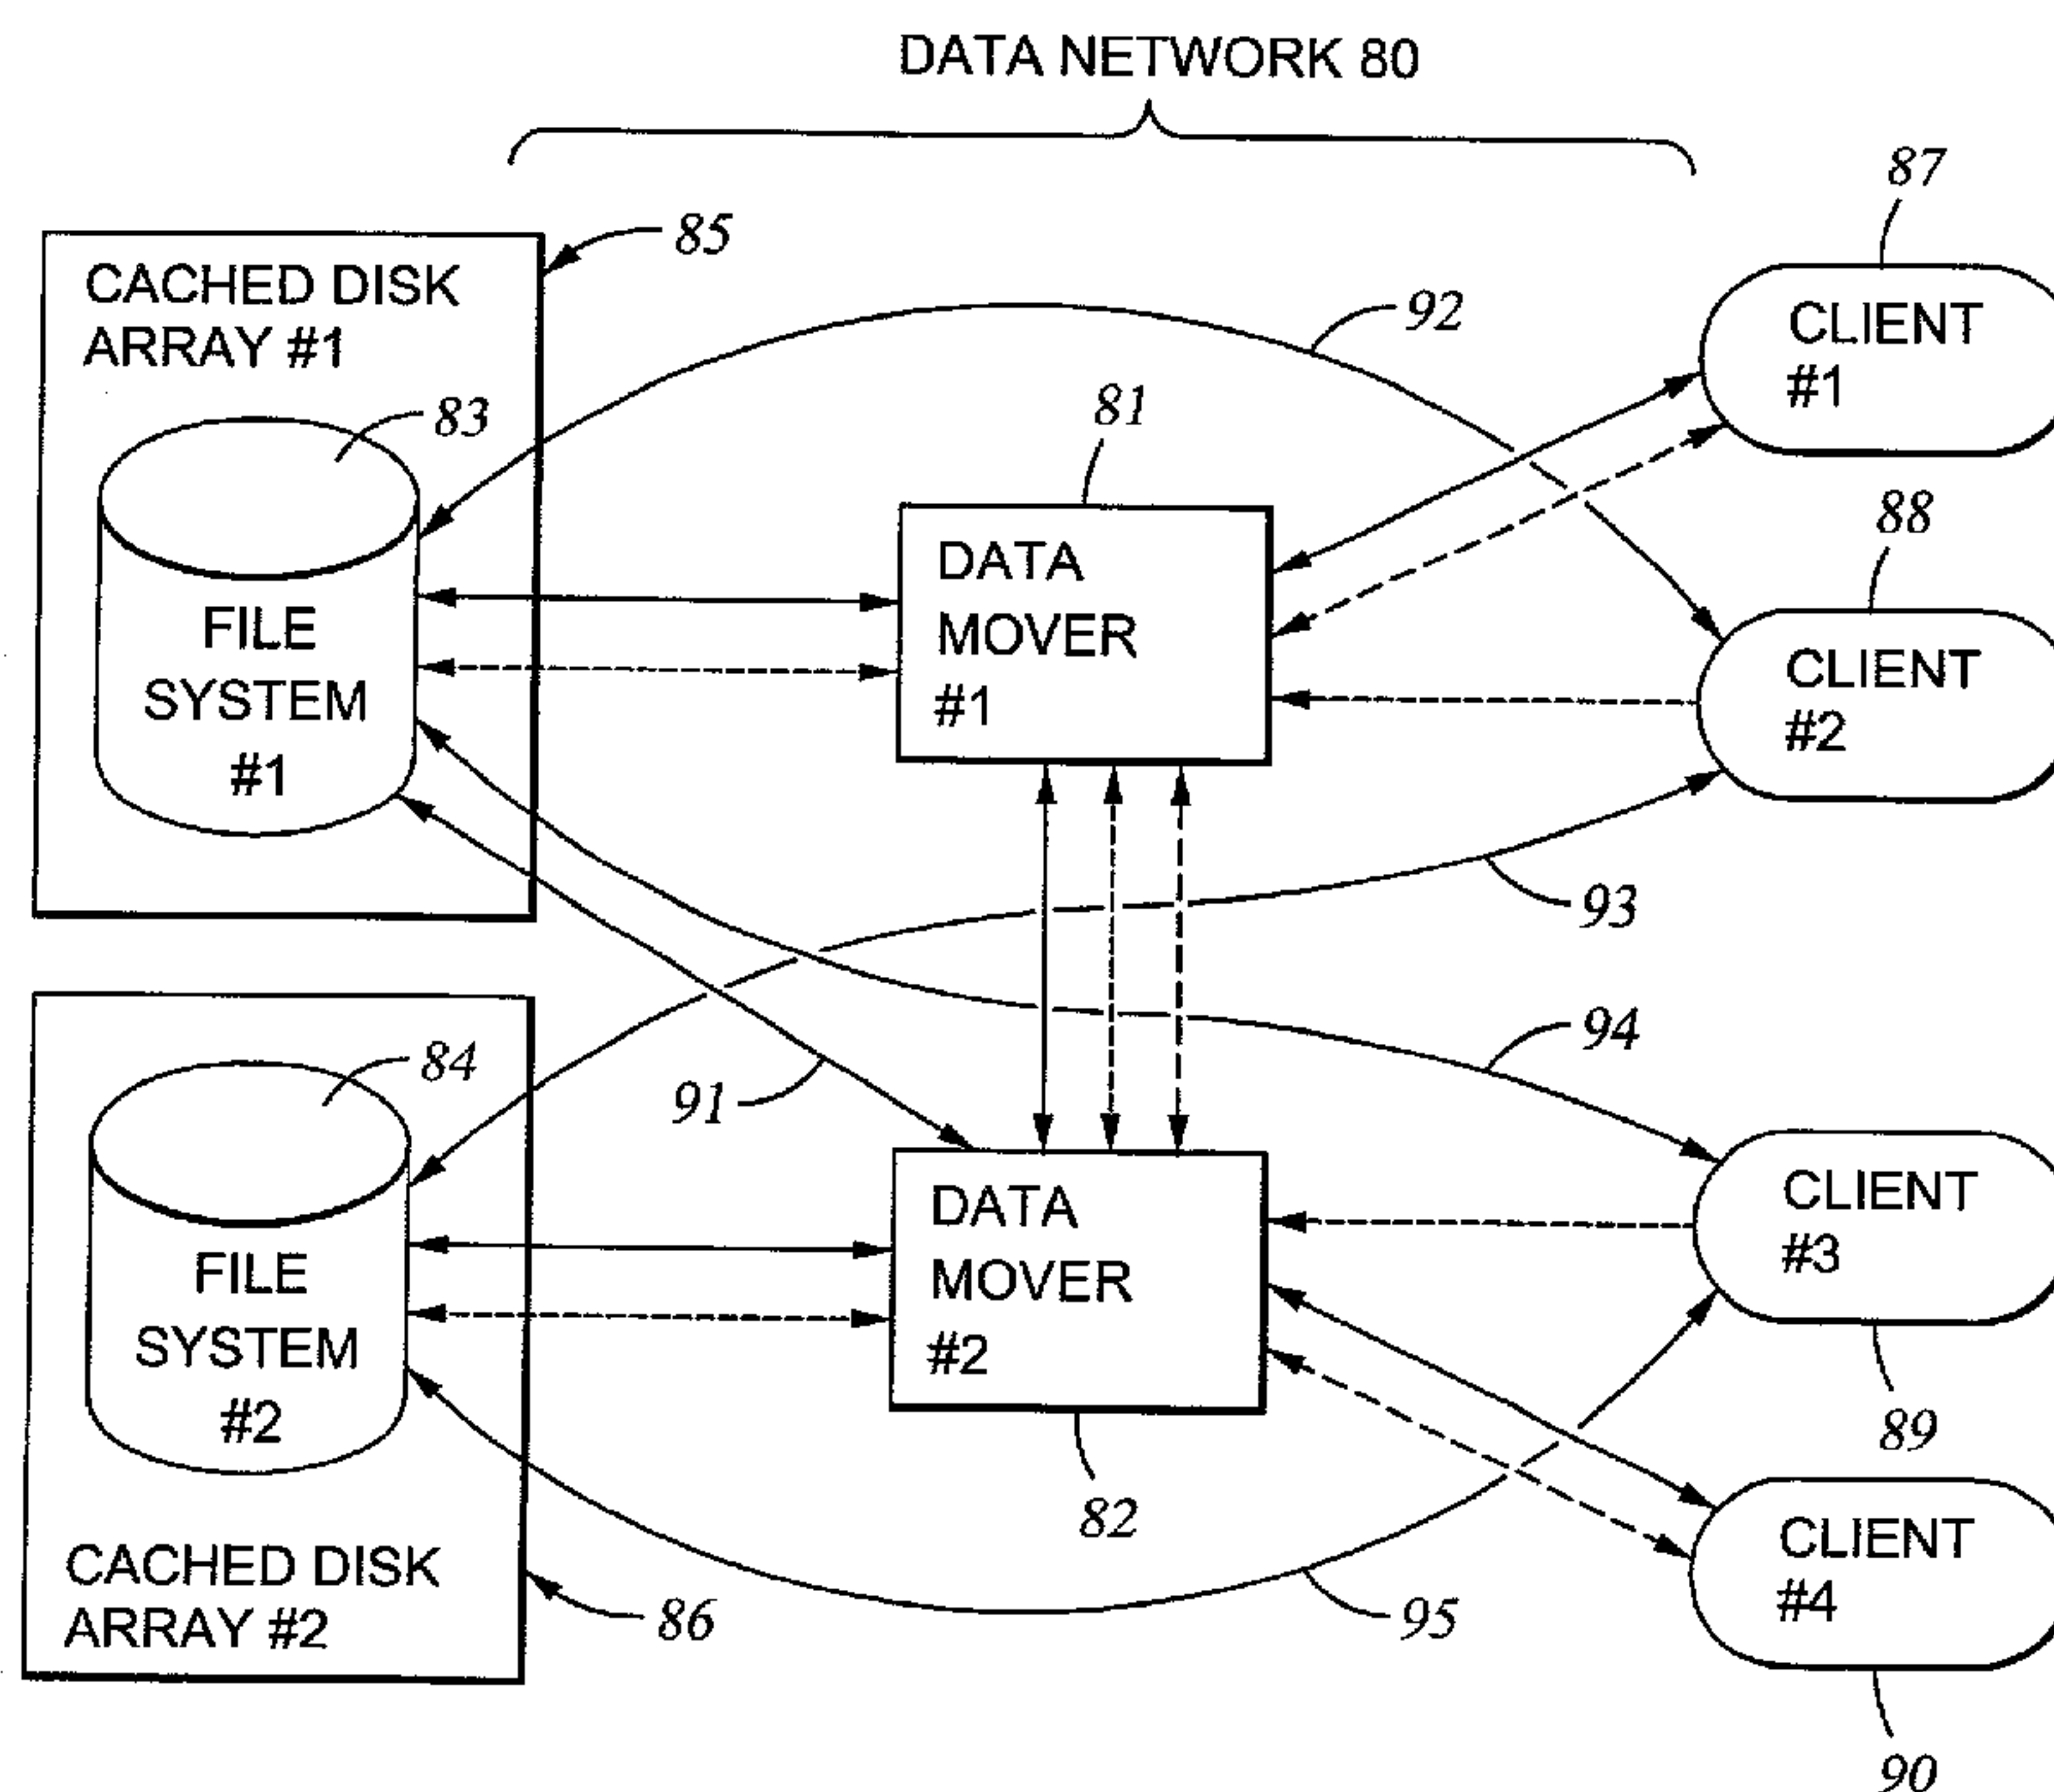 DATA NETWORK 80
87
85
CACHED DISK
ARRAY #1
92
CLIENT
#1
83
81
88
DATA
MOVER
#1
FILE
SYSTEM
#1
CLIENT
#2
93
94
84
91
CLIENT
#3
DATA
MOVER
#2
FILE
SYSTEM
#2
89
82
CACHED DISK
ARRAY #2
86
95
CLIENT
#4
90